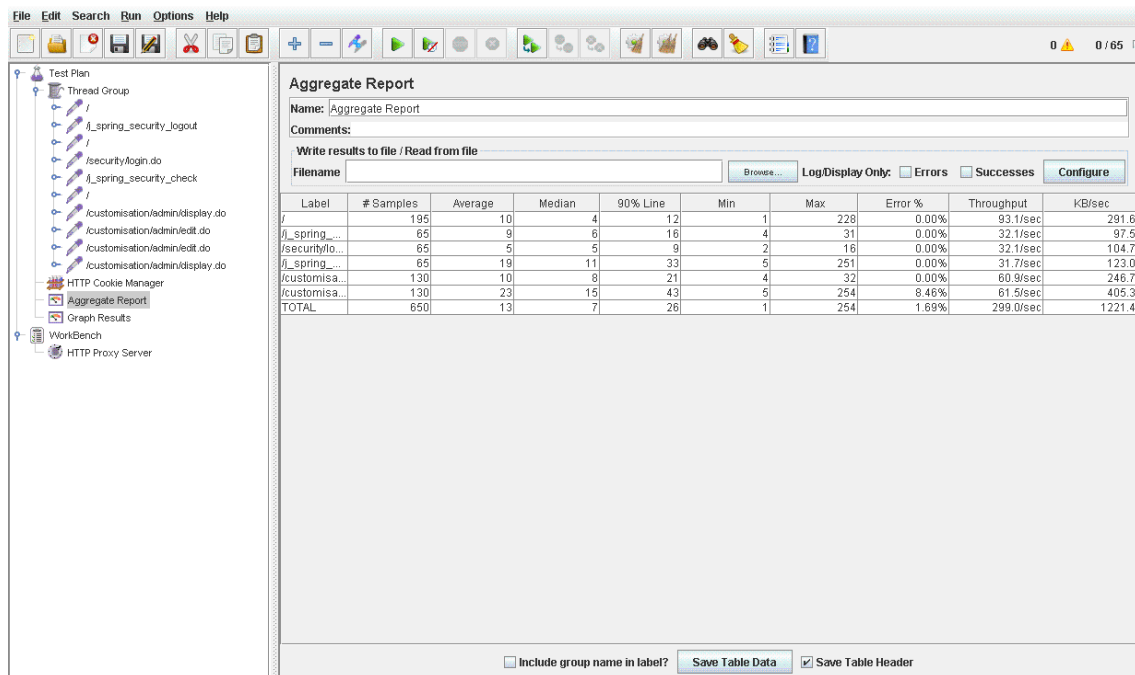 File Edit Search Run Options Help
0 0 / 65
Test Plan
Thread Group
/
/j_spring_security_logout
/
/security/login.do
/j_spring_security_check
/
/customisation/admin/display.do
/customisation/admin/edit.do
/customisation/admin/edit.do
/customisation/admin/display.do
HTTP Cookie Manager
Aggregate Report
Graph Results
WorkBench
HTTP Proxy Server
Aggregate Report
Name: Aggregate Report
Comments:
Write results to file / Read from file
Filename Browse... Log/Display Only: Errors Successes Configure
Label # Samples Average Median 90% Line Min Max Error % Throughput KB/sec
/ 195 10 4 12 1 228 0.00% 93.1/sec 291.6
/j_spring_... 65 9 6 16 4 31 0.00% 32.1/sec 97.5
/security/lo... 65 5 5 9 2 16 0.00% 32.1/sec 104.7
/j_spring_... 65 19 11 33 5 251 0.00% 31.7/sec 123.0
/customisa... 130 10 8 21 4 32 0.00% 60.9/sec 246.7
/customisa... 130 23 15 43 5 254 8.46% 61.5/sec 405.3
TOTAL 650 13 7 26 1 254 1.69% 299.0/sec 1221.4
Include group name in label? Save Table Data Save Table Header